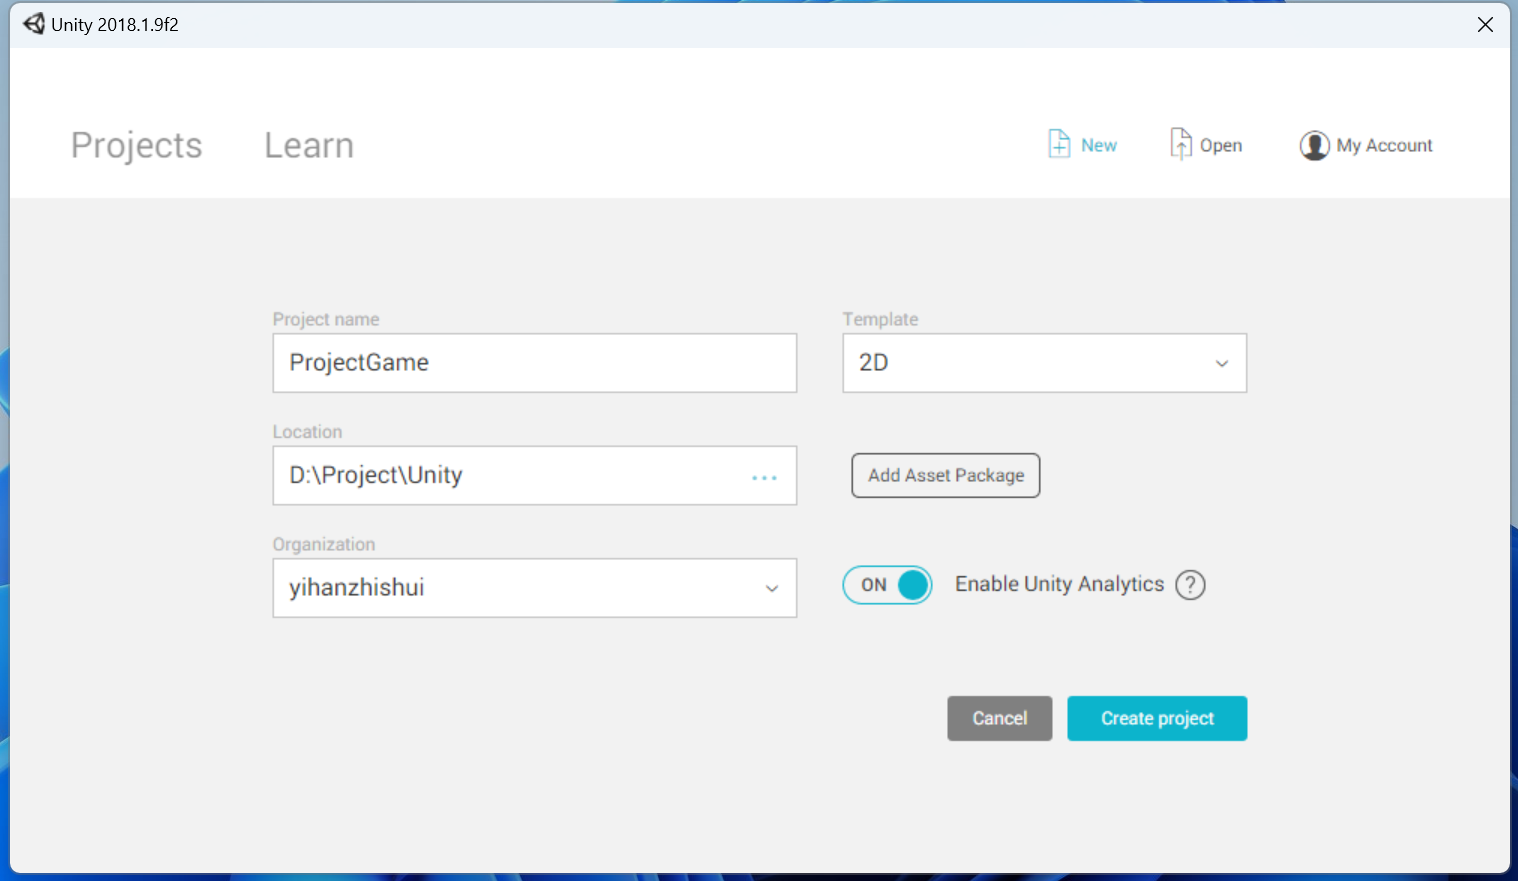 Unity 2018.1.9f2
Projects Learn New Open My Account
Project name
ProjectGame
Template
2D
Location
D:\Project\Unity
...
Add Asset Package
Organization
yihanzhishui
ON Enable Unity Analytics ?
Cancel Create project